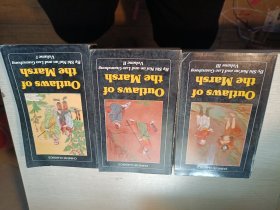 Outlaws of
the Marsh
By Shi Nai'an and Luo Guanzhong
Volume I
Outlaws of
the Marsh
By Shi Nai'an and Luo Guanzhong
Volume II
Outlaws of
the Marsh
By Shi Nai'an and Luo Guanzhong
Volume III